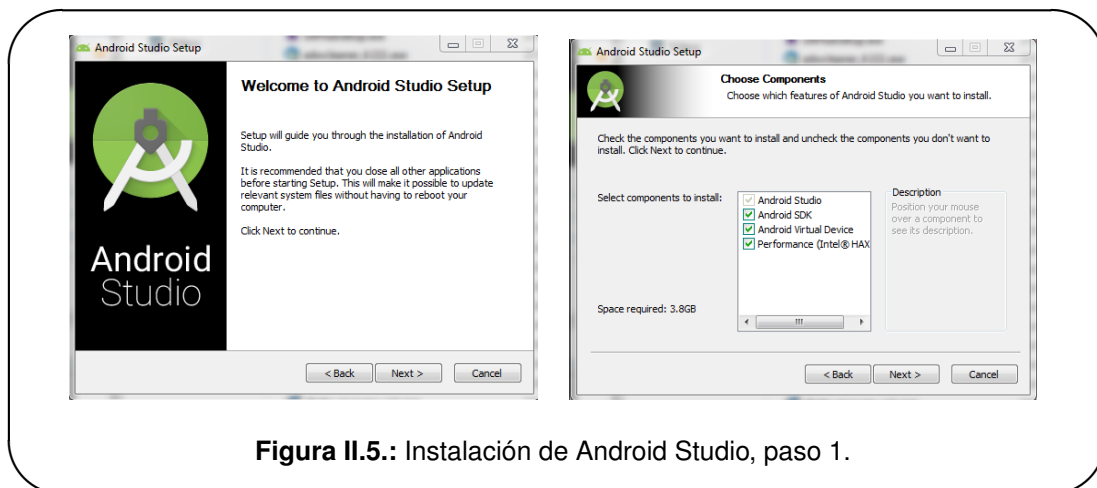 Android Studio Setup
Welcome to Android Studio Setup
Setup will guide you through the installation of Android
Studio.
It is recommended that you close all other applications
before starting Setup. This will make it possible to update
relevant system files without having to reboot your
computer.
Click Next to continue.
Android
Studio
< Back
Next >
Cancel
Android Studio Setup
Choose Components
Choose which features of Android Studio you want to install.
Check the components you want to install and uncheck the components you don't want to
install. Click Next to continue.
Select components to install:
Android Studio
Android SDK
Android Virtual Device
Performance (Intel® HAX
Description
Position your mouse
over a component to
see its description.
Space required: 3.8GB
< Back
Next >
Cancel
Figura II.5.: Instalación de Android Studio, paso 1.